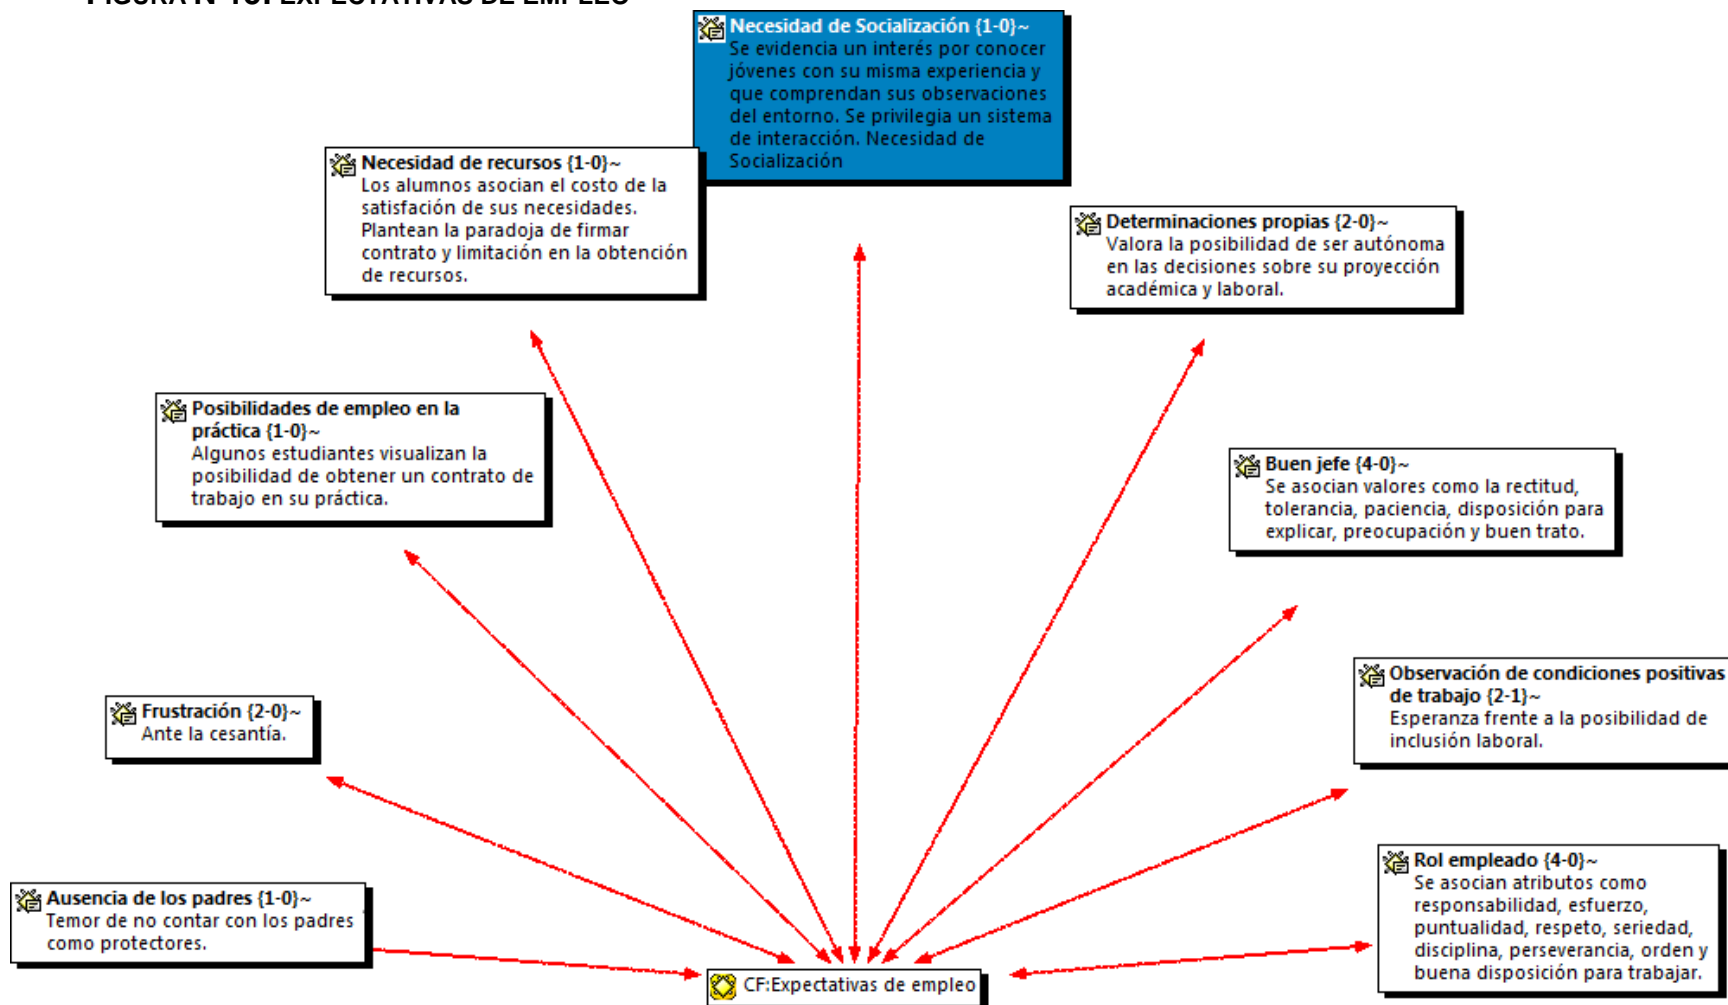 FIGURA N°16. EXPECTATIVAS DE EMPLEO
Necesidad de Socialización {1-0}~
Se evidencia un interés por conocer
jóvenes con su misma experiencia y
que comprendan sus observaciones
del entorno. Se privilegia un sistema
de interacción. Necesidad de
Socialización
Necesidad de recursos {1-0}~
Los alumnos asocian el costo de la
satisfación de sus necesidades.
Plantean la paradoja de firmar
contrato y limitación en la obtención
de recursos.
Determinaciones propias {2-0}~
Valora la posibilidad de ser autónoma
en las decisiones sobre su proyección
académica y laboral.
Posibilidades de empleo en la
práctica {1-0}~
Algunos estudiantes visualizan la
posibilidad de obtener un contrato de
trabajo en su práctica.
Buen jefe {4-0}~
Se asocian valores como la rectitud,
tolerancia, paciencia, disposición para
explicar, preocupación y buen trato.
Observación de condiciones positivas
de trabajo {2-1}~
Esperanza frente a la posibilidad de
inclusión laboral.
Frustración {2-0}~
Ante la cesantía.
Rol empleado {4-0}~
Se asocian atributos como
responsabilidad, esfuerzo,
puntualidad, respeto, seriedad,
disciplina, perseverancia, orden y
buena disposición para trabajar.
Ausencia de los padres {1-0}~
Temor de no contar con los padres
como protectores.
CF:Expectativas de empleo